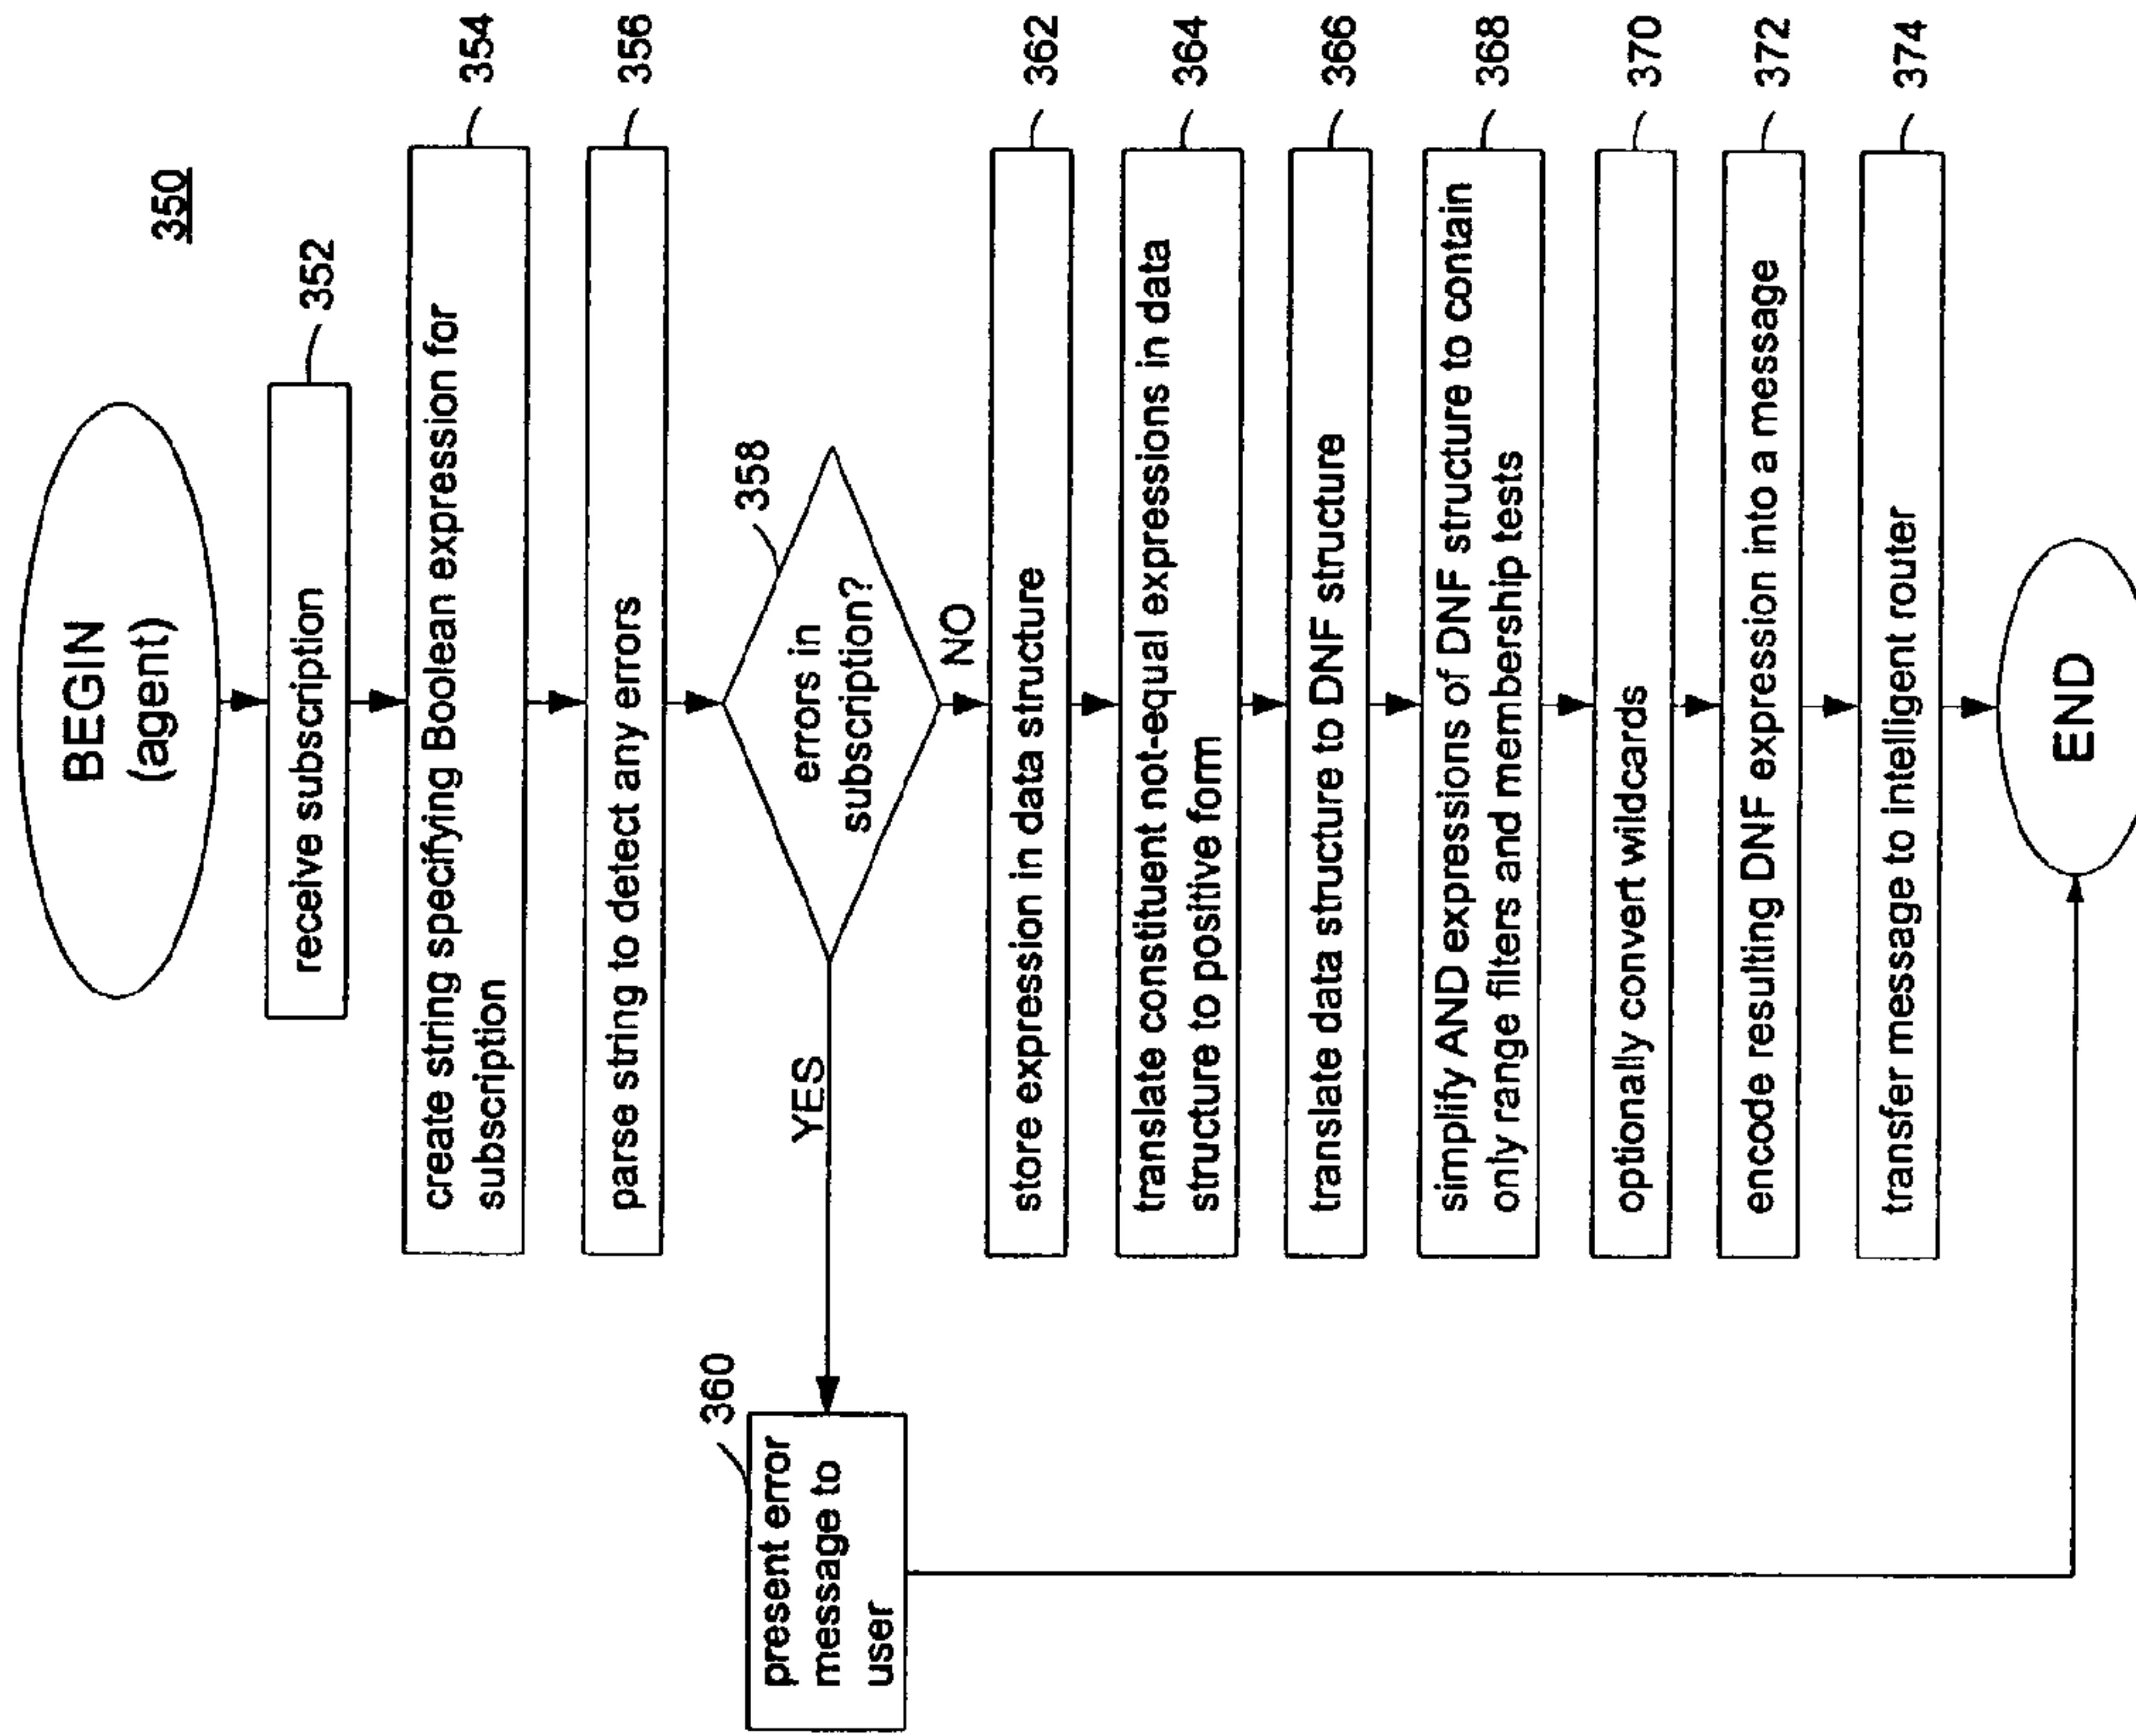 350
BEGIN
(agent)
receive subscription
352
create string specifying Boolean expression for
subscription
354
parse string to detect any errors
356
errors in
subscription?
358
YES
NO
present error
message to
user
360
store expression in data structure
362
translate constituent not-equal expressions in data
structure to positive form
364
translate data structure to DNF structure
366
simplify AND expressions of DNF structure to contain
only range filters and membership tests
368
optionally convert wildcards
370
encode resulting DNF expression into a message
372
transfer message to intelligent router
374
END